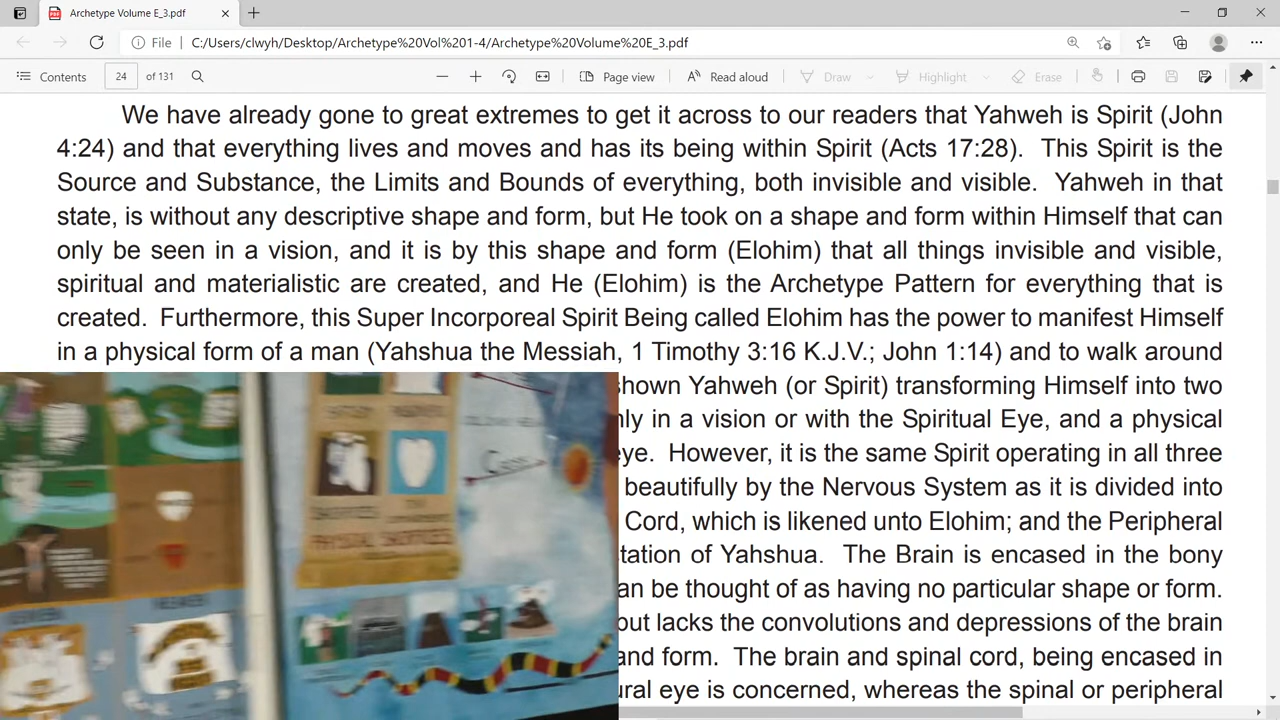 Archetype Volume E_3.pdf
File
C:/Users/clwyh/Desktop/Archetype%20Vol%201-4/Archetype%20Volume%20E_3.pdf
Contents
24
of 131
Page view
Read aloud
Draw
Highlight
Erase
We have already gone to great extremes to get it across to our readers that Yahweh is Spirit (John
4:24) and that everything lives and moves and has its being within Spirit (Acts 17:28). This Spirit is the
Source and Substance, the Limits and Bounds of everything, both invisible and visible. Yahweh in that
state, is without any descriptive shape and form, but He took on a shape and form within Himself that can
only be seen in a vision, and it is by this shape and form (Elohim) that all things invisible and visible,
spiritual and materialistic are created, and He (Elohim) is the Archetype Pattern for everything that is
created. Furthermore, this Super Incorporeal Spirit Being called Elohim has the power to manifest Himself
in a physical form of a man (Yahshua the Messiah, 1 Timothy 3:16 K.J.V.; John 1:14) and to walk around
shown Yahweh (or Spirit) transforming Himself into two
in a vision or with the Spiritual Eye, and a physical
However, it is the same Spirit operating in all three
beautifully by the Nervous System as it is divided into
Cord, which is likened unto Elohim; and the Peripheral
of Yahshua. The Brain is encased in the bony
can be thought of as having no particular shape or form.
but lacks the convolutions and depressions of the brain
and form. The brain and spinal cord, being encased in
eye is concerned, whereas the spinal or peripheral